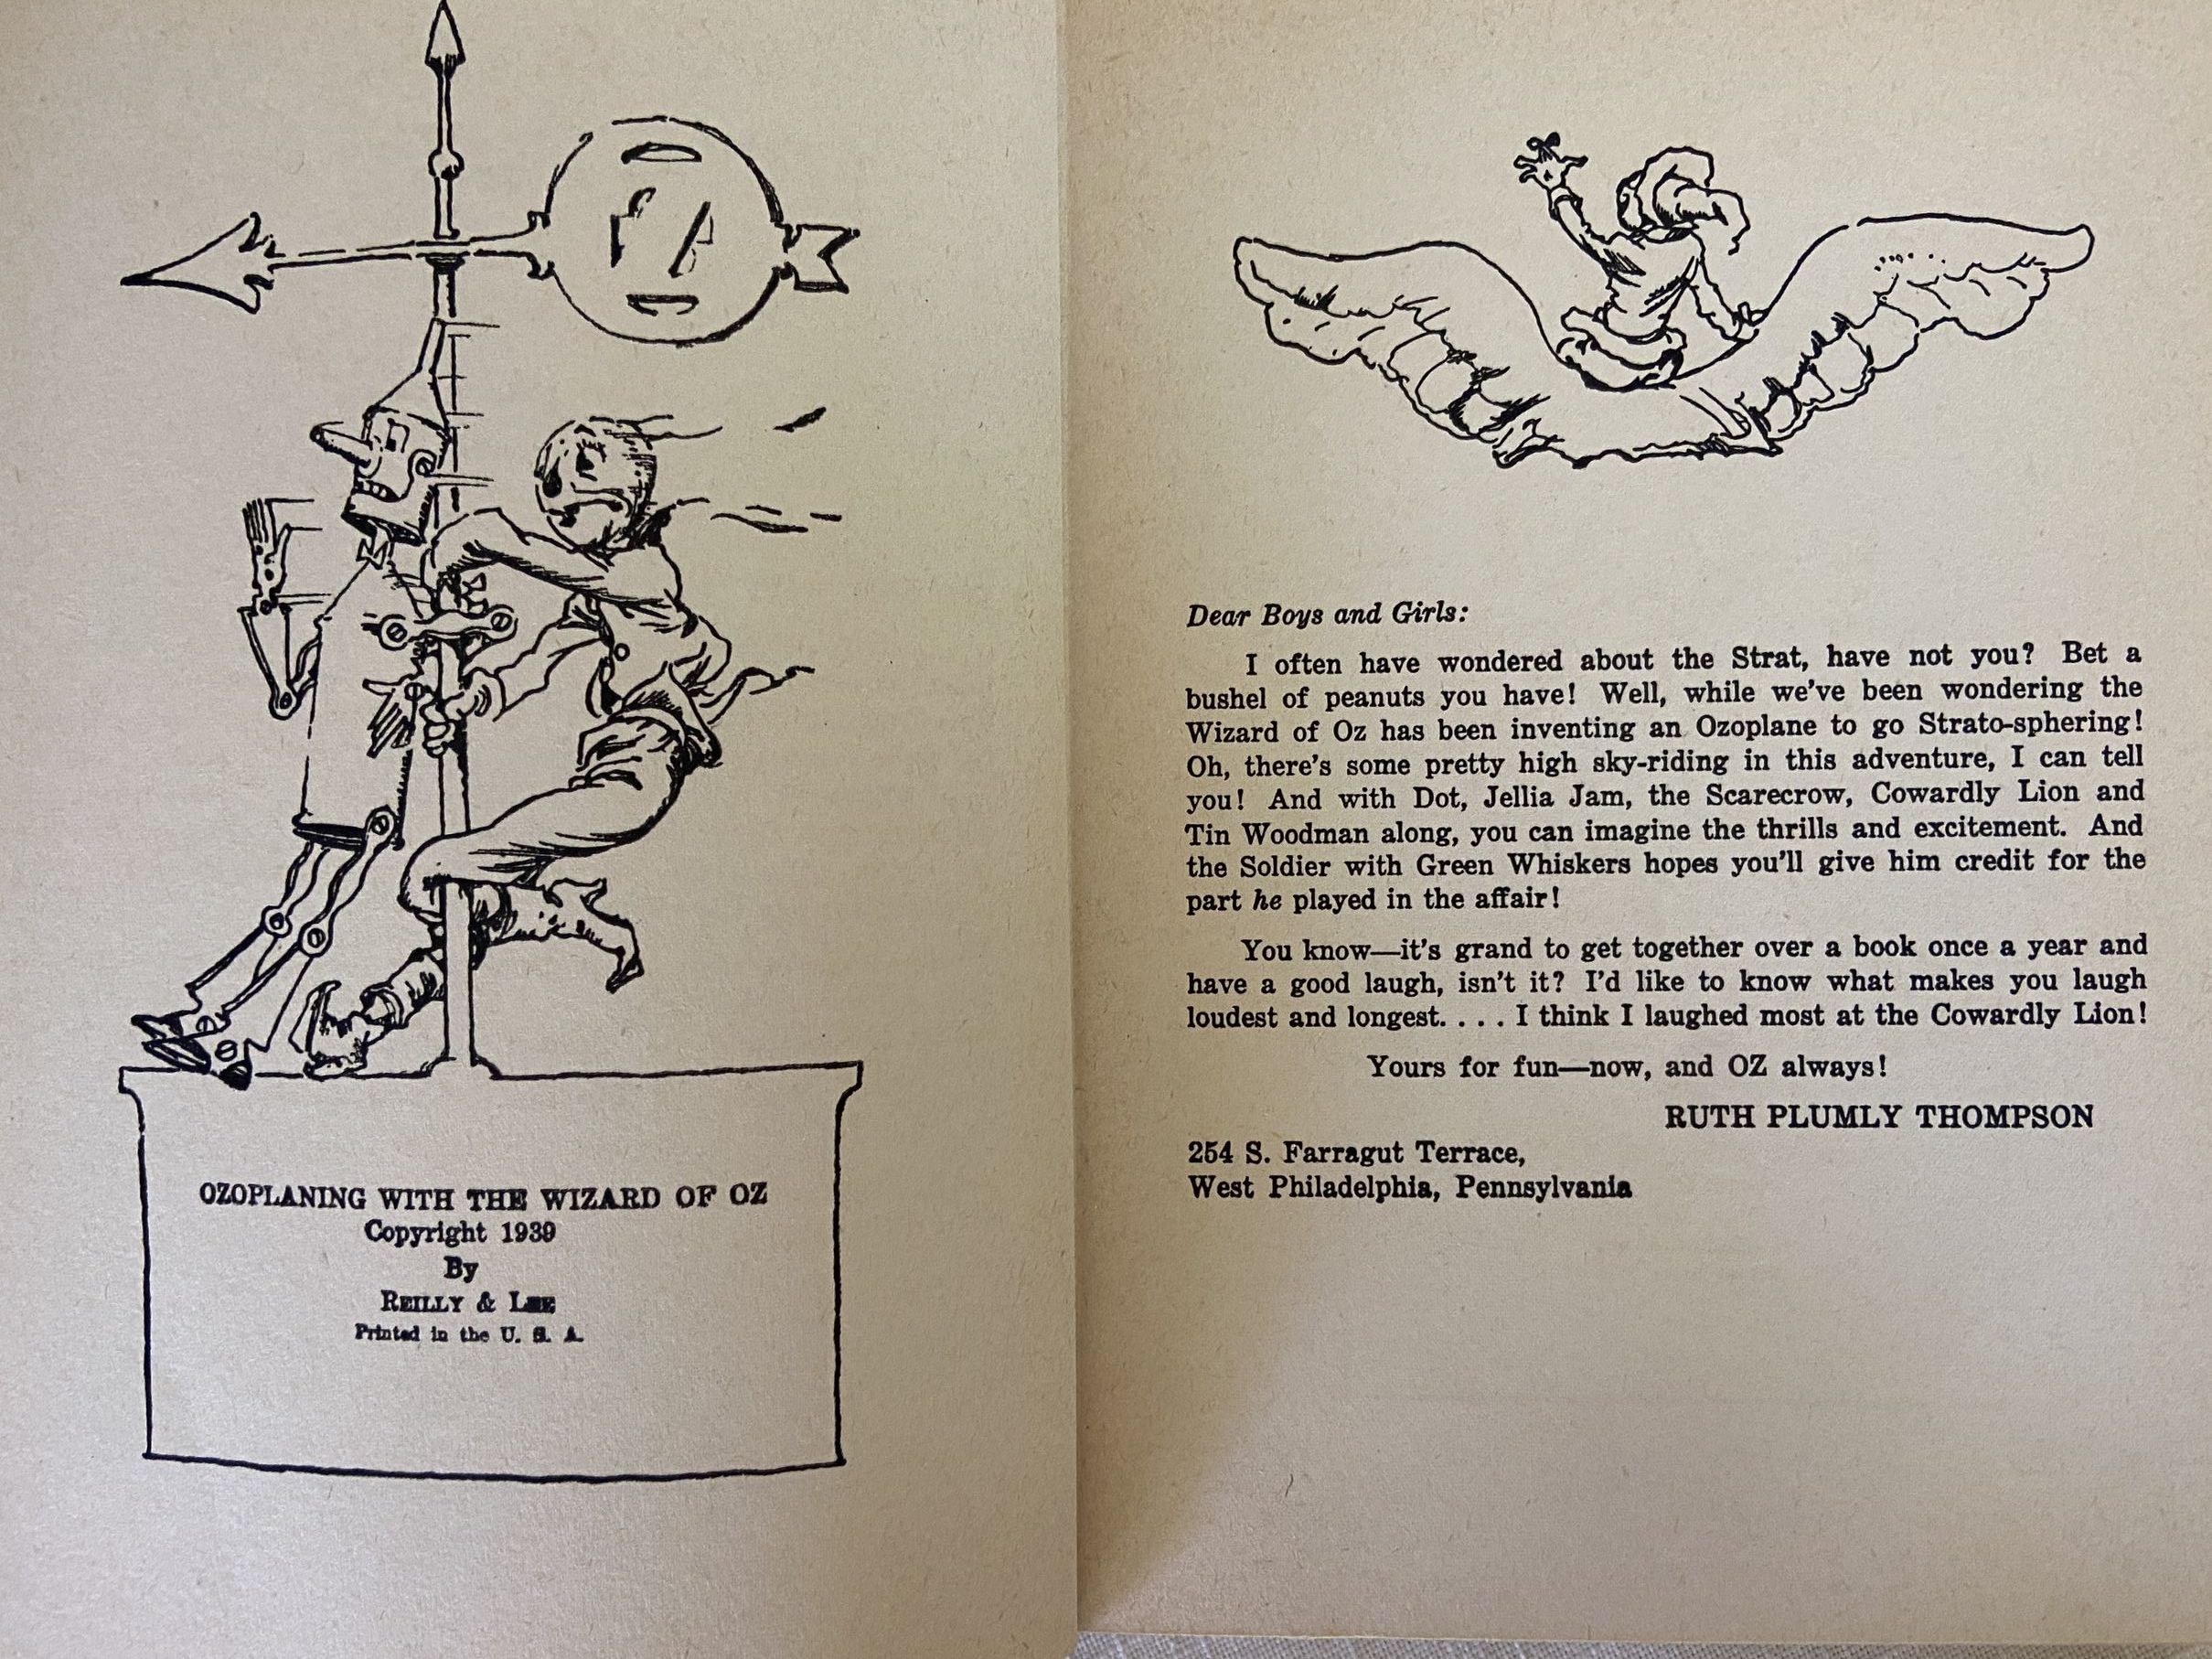 OZOPLANING WITH THE WIZARD OF OZ
Copyright 1939
By
REILLY & LEE
Printed in the U. S. A.
Dear Boys and Girls:
I often have wondered about the Strat, have not you? Bet a
bushel of peanuts you have! Well, while we've been wondering the
Wizard of Oz has been inventing an Ozoplane to go Strato-sphering!
Oh, there's some pretty high sky-riding in this adventure, I can tell
you! And with Dot, Jellia Jam, the Scarecrow, Cowardly Lion and
Tin Woodman along, you can imagine the thrills and excitement. And
the Soldier with Green Whiskers hopes you'll give him credit for the
part he played in the affair!
You know—it's grand to get together over a book once a year and
have a good laugh, isn't it? I'd like to know what makes you laugh
loudest and longest. . . . I think I laughed most at the Cowardly Lion!
Yours for fun—now, and OZ always!
RUTH PLUMLY THOMPSON
254 S. Farragut Terrace,
West Philadelphia, Pennsylvania